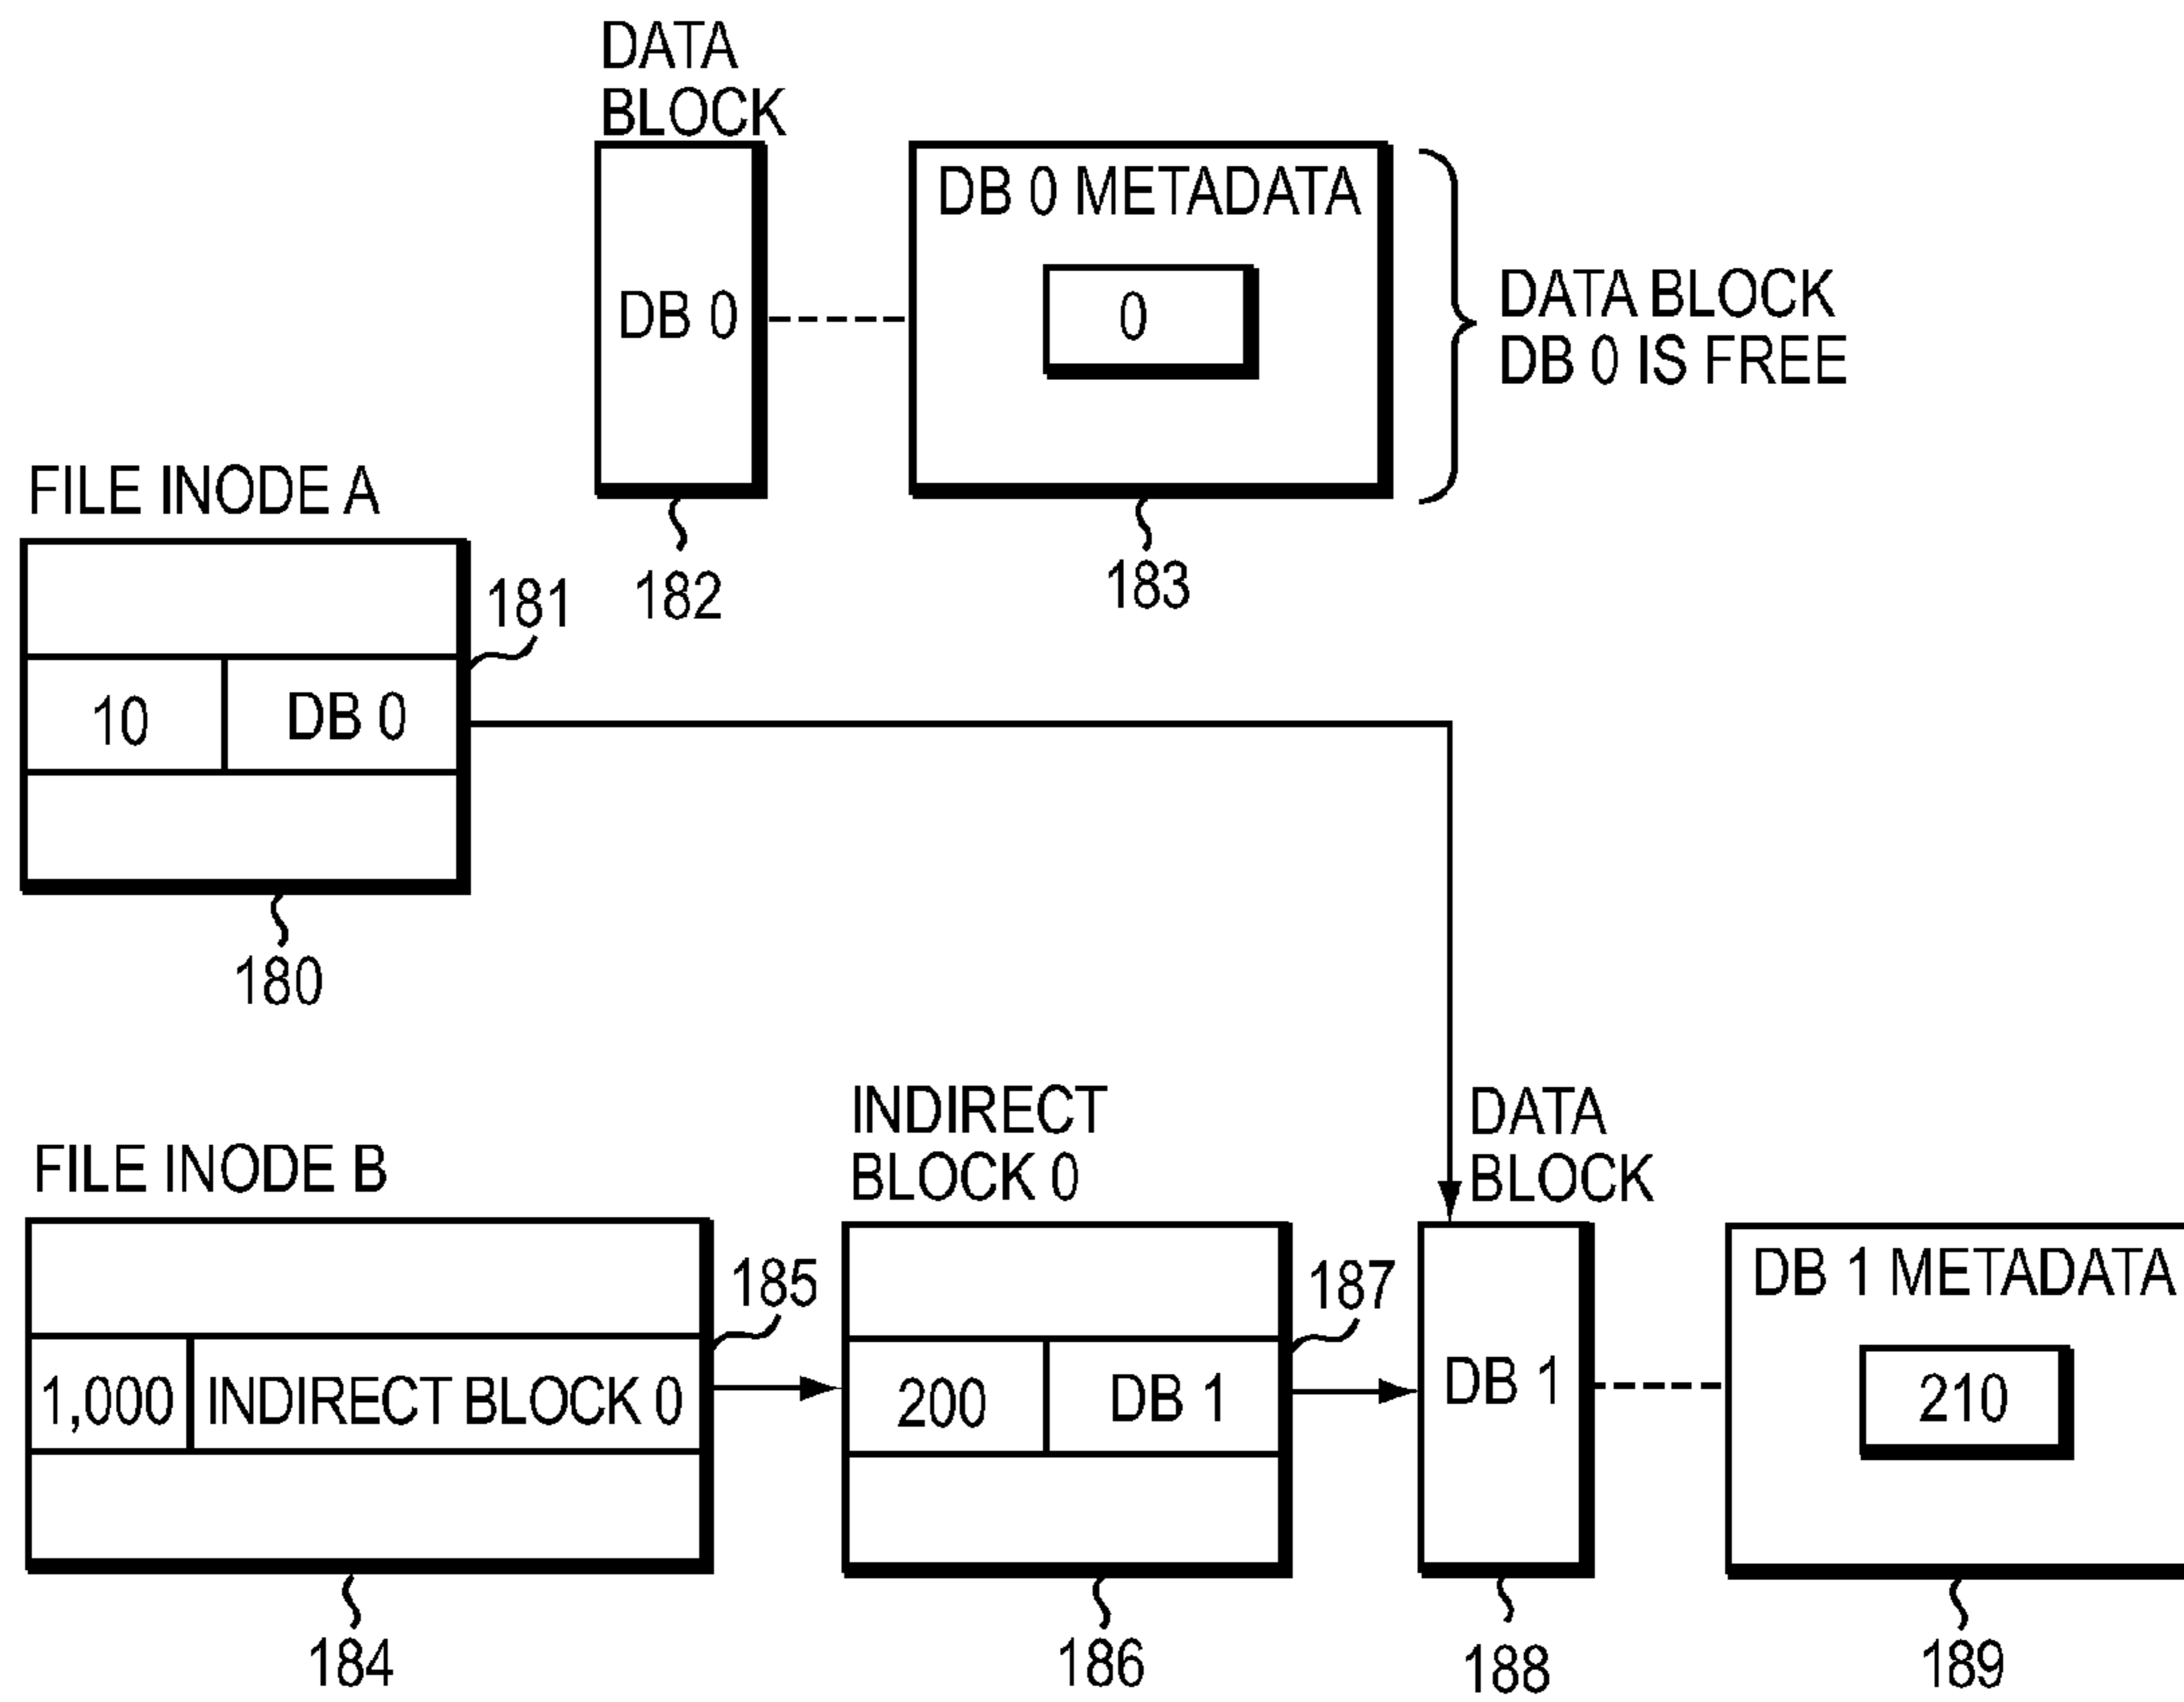 DATA
BLOCK
DB 0
DB 0 METADATA
0
DATA BLOCK
DB 0 IS FREE
182
183
FILE INODE A
181
10
DB 0
180
FILE INODE B
185
1,000
INDIRECT BLOCK 0
184
INDIRECT
BLOCK 0
187
200
DB 1
186
DATA
BLOCK
DB 1
188
DB 1 METADATA
210
189